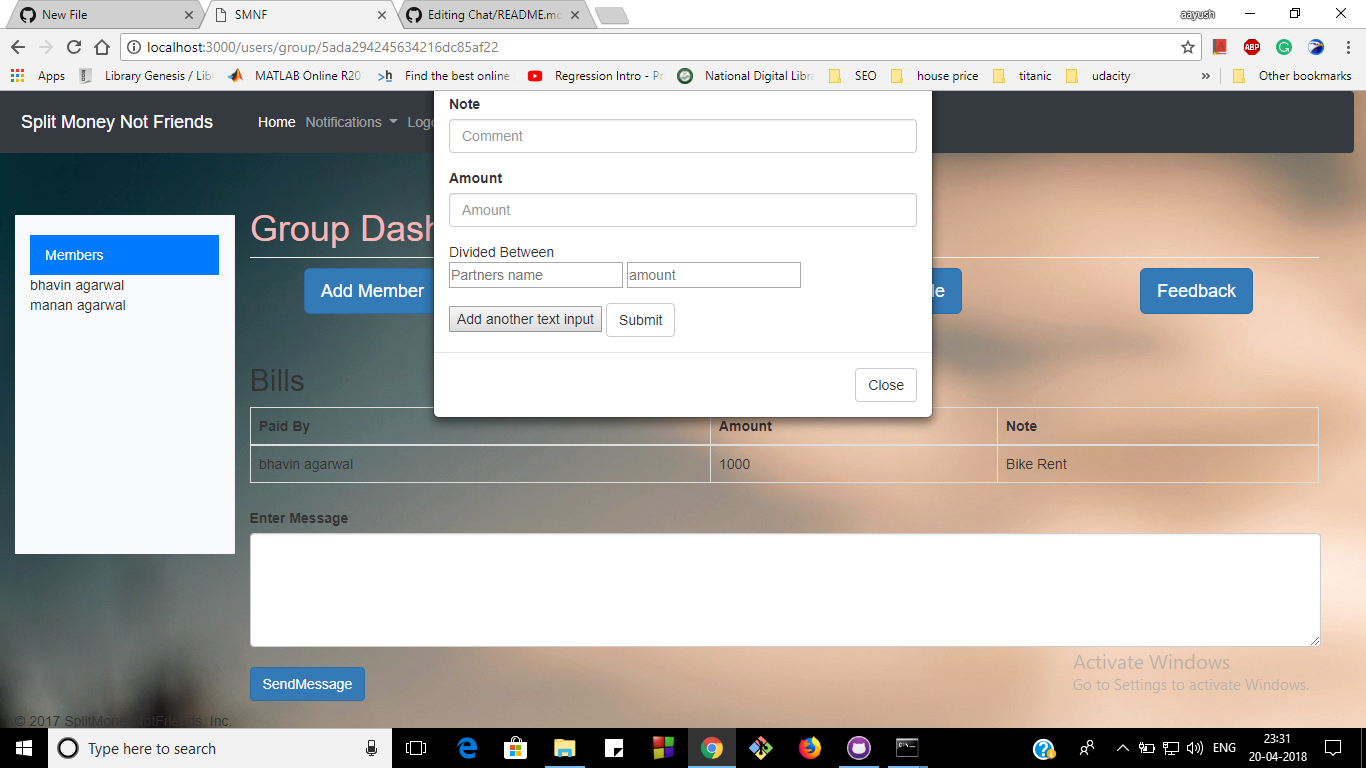 New File
SMNF
Editing Chat/README.mc
aayush
localhost:3000/users/group/5ada294245634216dc85af22
ABP
Apps
Library Genesis / Lib
MATLAB Online R20
Find the best online
Regression Intro - Pr
National Digital Libra
SEO
house price
titanic
udacity
»
Other bookmarks
Split Money Not Friends
Home
Notifications
Logo
Note
Comment
Amount
Amount
Divided Between
Partners name
amount
Add another text input
Submit
Close
Members
bhavin agarwal
manan agarwal
Group Dash
Add Member
le
Feedback
Bills
Paid By
Amount
Note
bhavin agarwal
1000
Bike Rent
Enter Message
SendMessage
Activate Windows
Go to Settings to activate Windows.
© 2017 SplitMoneyNotFriends, Inc.
Type here to search
ENG
23:31
20-04-2018